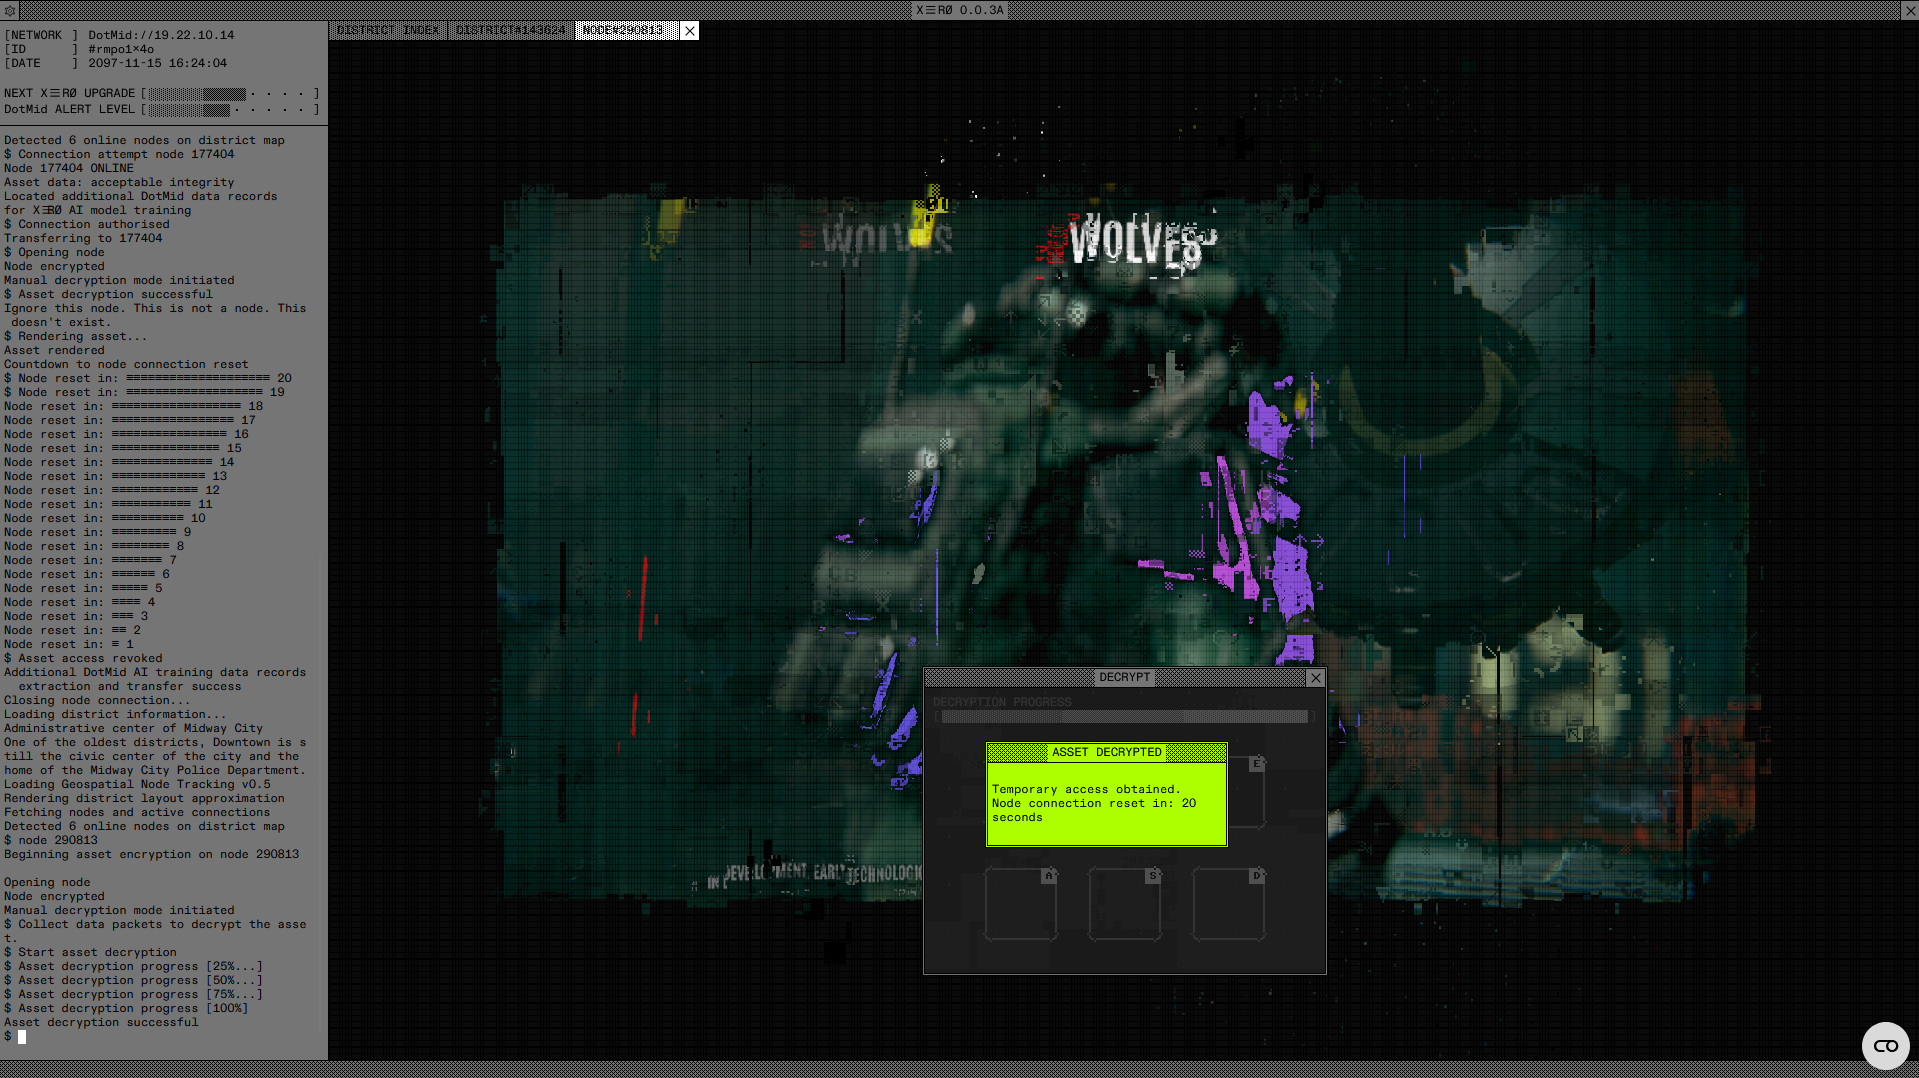 X☰RØ 0.0.3A
[NETWORK ] DotMid://19.22.10.14
[ID ] #rmpo1×4o
[DATE ] 2097-11-15 16:24:04
NEXT X☰RØ UPGRADE [ · · · · ]
DotMid ALERT LEVEL [ · · · · · ]
Detected 6 online nodes on district map
$ Connection attempt node 177404
Node 177404 ONLINE
Asset data: acceptable integrity
Located additional DotMid data records
for X☰RØ AI model training
$ Connection authorised
Transferring to 177404
$ Opening node
Node encrypted
Manual decryption mode initiated
$ Asset decryption successful
Ignore this node. This is not a node. This
doesn't exist.
$ Rendering asset...
Asset rendered
Countdown to node connection reset
$ Node reset in: ≡≡≡≡≡≡≡≡≡≡≡≡≡≡≡≡≡≡≡≡ 20
$ Node reset in: ≡≡≡≡≡≡≡≡≡≡≡≡≡≡≡≡≡≡≡ 19
Node reset in: ≡≡≡≡≡≡≡≡≡≡≡≡≡≡≡≡≡≡ 18
Node reset in: ≡≡≡≡≡≡≡≡≡≡≡≡≡≡≡≡≡ 17
Node reset in: ≡≡≡≡≡≡≡≡≡≡≡≡≡≡≡≡ 16
Node reset in: ≡≡≡≡≡≡≡≡≡≡≡≡≡≡≡ 15
Node reset in: ≡≡≡≡≡≡≡≡≡≡≡≡≡≡ 14
Node reset in: ≡≡≡≡≡≡≡≡≡≡≡≡≡ 13
Node reset in: ≡≡≡≡≡≡≡≡≡≡≡≡ 12
Node reset in: ≡≡≡≡≡≡≡≡≡≡≡ 11
Node reset in: ≡≡≡≡≡≡≡≡≡≡ 10
Node reset in: ≡≡≡≡≡≡≡≡≡ 9
Node reset in: ≡≡≡≡≡≡≡≡ 8
Node reset in: ≡≡≡≡≡≡≡ 7
Node reset in: ≡≡≡≡≡≡ 6
Node reset in: ≡≡≡≡≡ 5
Node reset in: ≡≡≡≡ 4
Node reset in: ≡≡≡ 3
Node reset in: ≡≡ 2
Node reset in: ≡ 1
$ Asset access revoked
Additional DotMid AI training data records
extraction and transfer success
Closing node connection...
Loading district information...
Administrative center of Midway City
One of the oldest districts, Downtown is s
till the civic center of the city and the
home of the Midway City Police Department.
Loading Geospatial Node Tracking v0.5
Rendering district layout approximation
Fetching nodes and active connections
Detected 6 online nodes on district map
$ node 290813
Beginning asset encryption on node 290813
Opening node
Node encrypted
Manual decryption mode initiated
$ Collect data packets to decrypt the asse
t.
$ Start asset decryption
$ Asset decryption progress [25%...]
$ Asset decryption progress [50%...]
$ Asset decryption progress [75%...]
$ Asset decryption progress [100%]
Asset decryption successful
$
DISTRICT INDEX
DISTRICT#143624
NODE#290813
WOLVES
WOLVES
DECRYPT
DECRYPTION PROGRESS
ASSET DECRYPTED
Temporary access obtained.
Node connection reset in: 20
seconds
E
A
S
D
IN DEVELOPMENT. EARLY TECHNOLOGIC